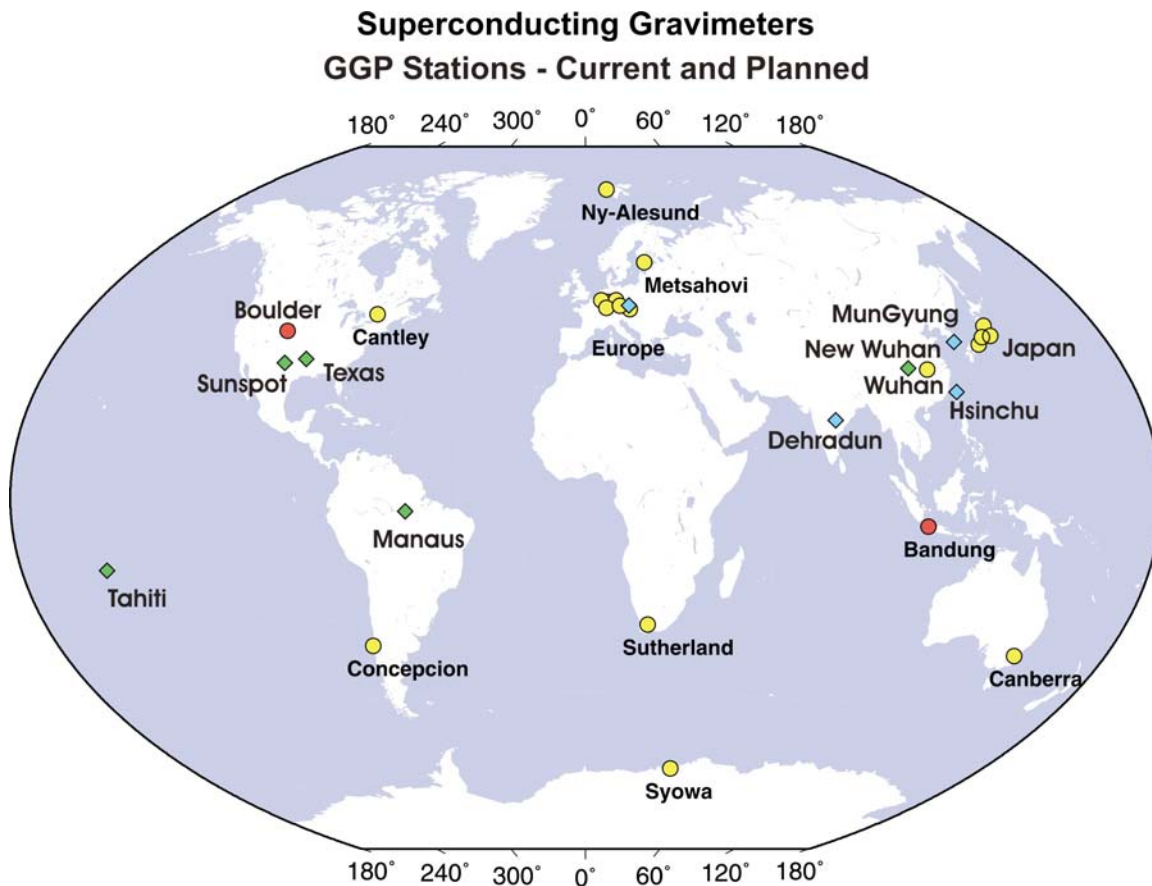 Superconducting Gravimeters
GGP Stations - Current and Planned
180° 240° 300° 0° 60° 120° 180°
Ny-Alesund
Metsahovi
Boulder
Cantley
MunGyung
Europe
New Wuhan
Japan
Sunspot
Texas
Wuhan
Hsinchu
Dehradun
Manaus
Bandung
Tahiti
Sutherland
Concepcion
Canberra
Syowa
180° 240° 300° 0° 60° 120° 180°